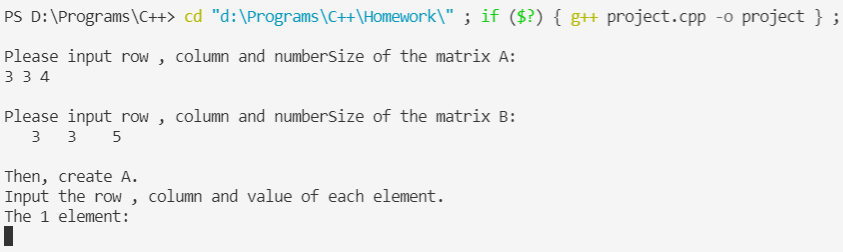 PS D:\Programs\C++> cd "d:\Programs\C++\Homework\" ; if ($?) { g++ project.cpp -o project } ;
Please input row , column and numberSize of the matrix A:
3 3 4
Please input row , column and numberSize of the matrix B:
   3   3    5
Then, create A.
Input the row , column and value of each element.
The 1 element: